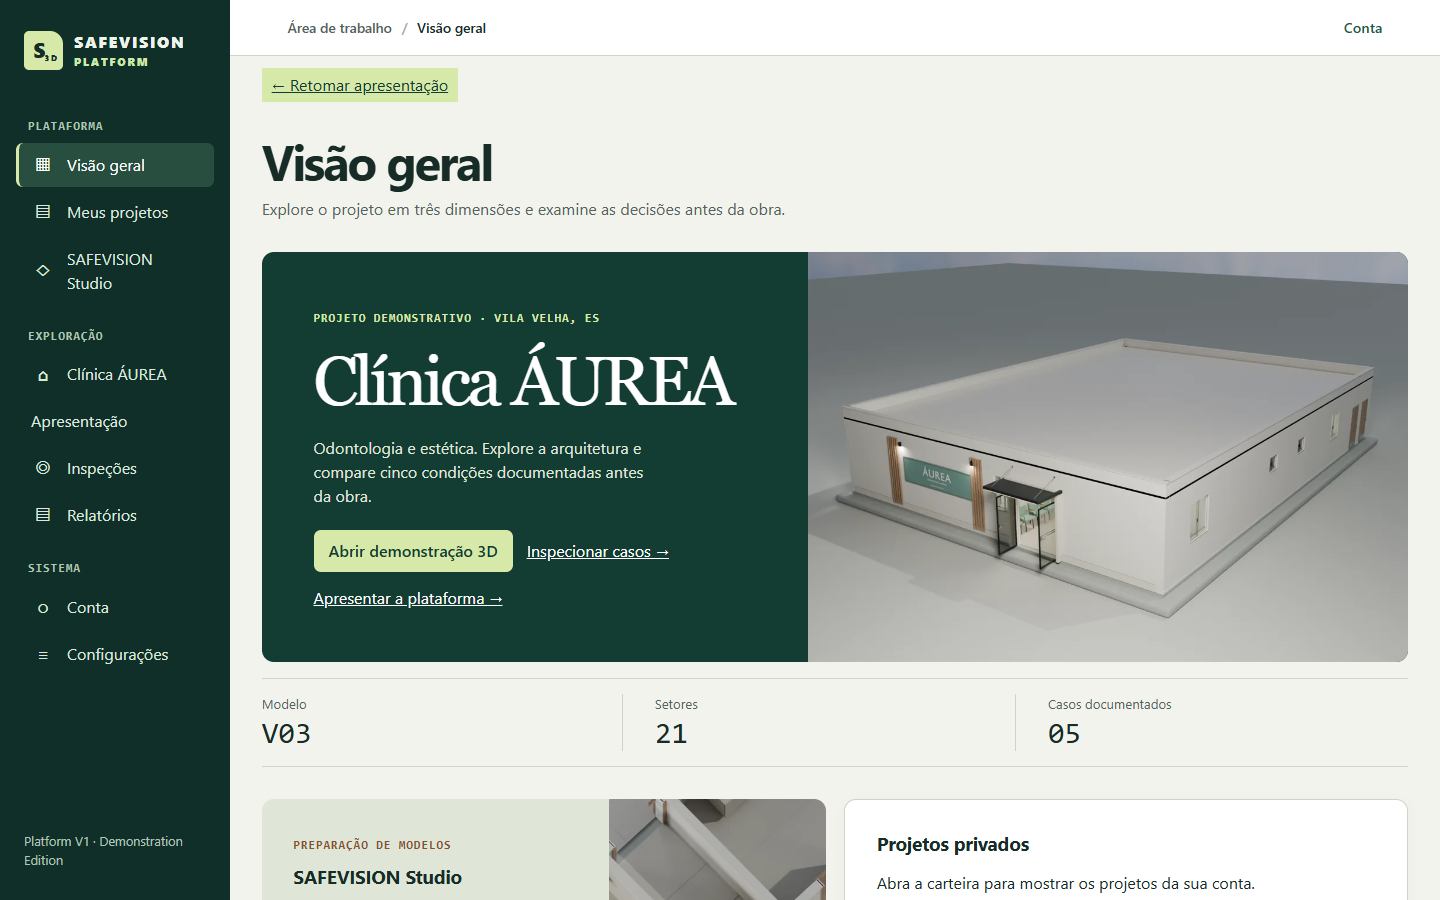 S3D
SAFEVISION
PLATFORM
PLATAFORMA
Visão geral
Meus projetos
SAFEVISION
Studio
EXPLORAÇÃO
Clínica ÁUREA
Apresentação
Inspeções
Relatórios
SISTEMA
Conta
Configurações
Platform V1 · Demonstration
Edition
Área de trabalho / Visão geral
Conta
← Retomar apresentação
Visão geral
Explore o projeto em três dimensões e examine as decisões antes da obra.
PROJETO DEMONSTRATIVO · VILA VELHA, ES
Clínica ÁUREA
Odontologia e estética. Explore a arquitetura e
compare cinco condições documentadas antes
da obra.
Abrir demonstração 3D
Inspecionar casos →
Apresentar a plataforma →
ÁUREA
Modelo
V03
Setores
21
Casos documentados
05
PREPARAÇÃO DE MODELOS
SAFEVISION Studio
Projetos privados
Abra a carteira para mostrar os projetos da sua conta.